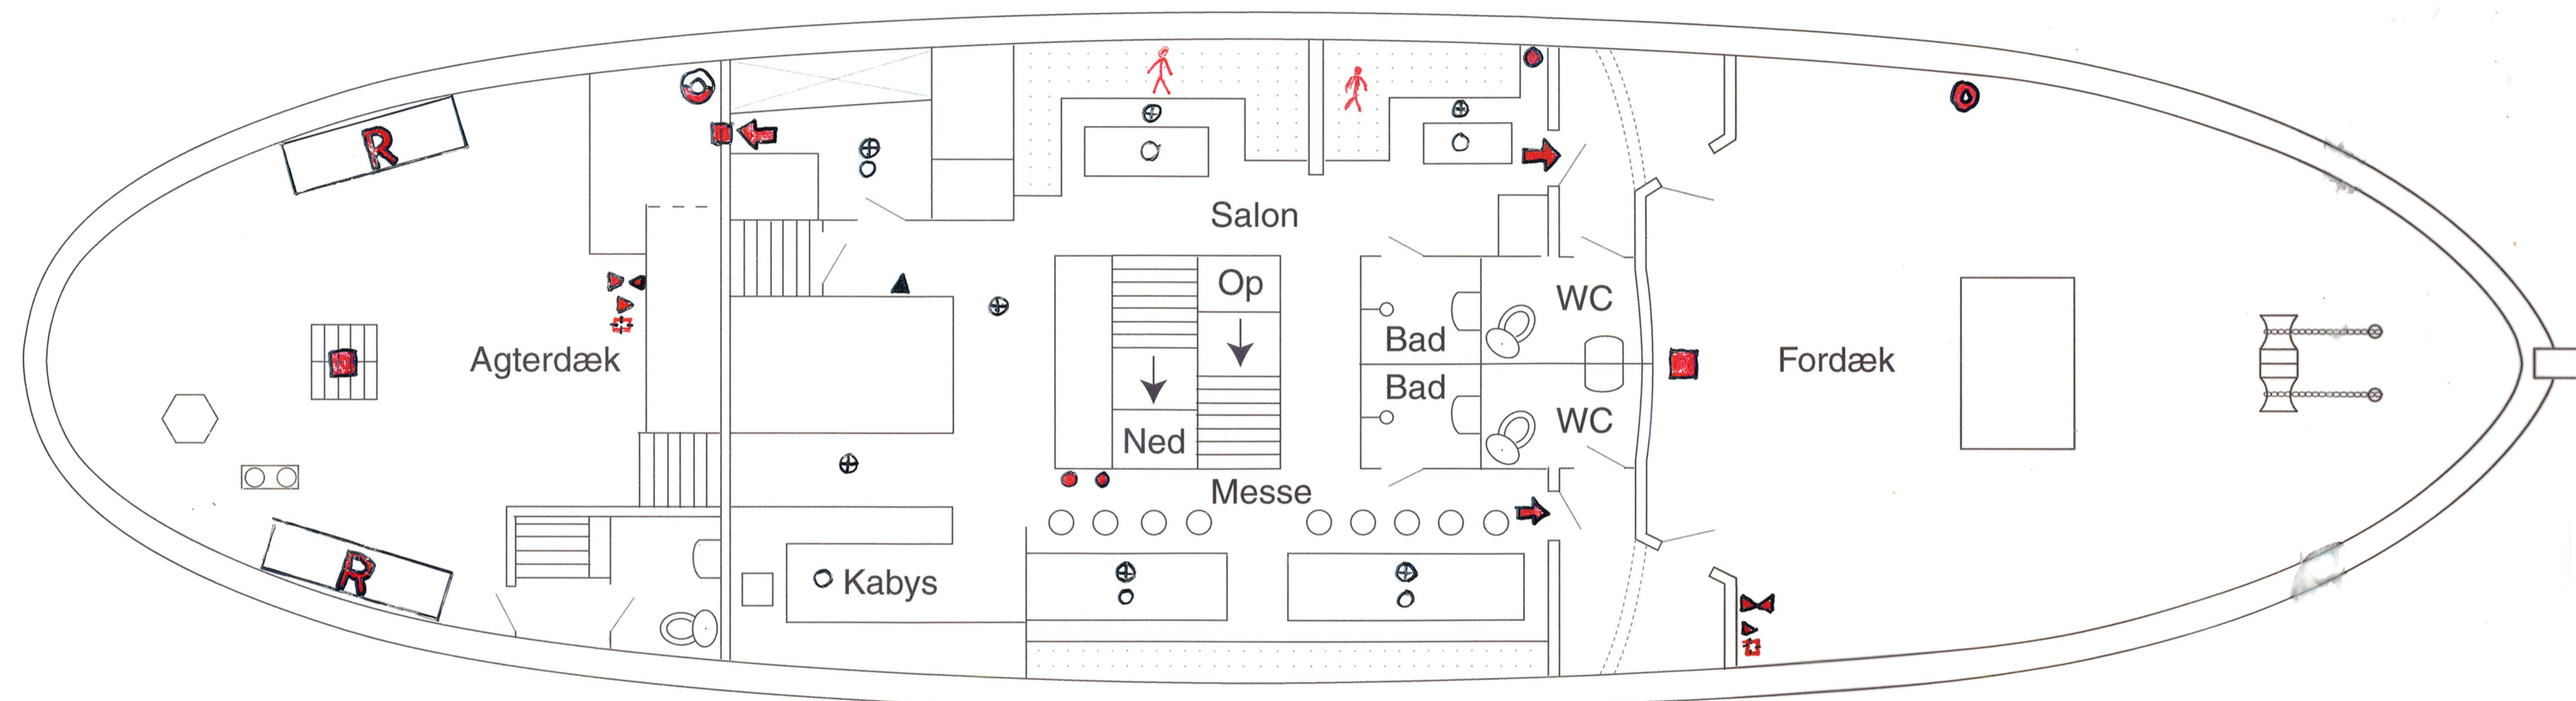 R
Salon
Op
WC
Bad
Agterdæk
Fordæk
Bad
WC
Ned
Messe
R
Kabys